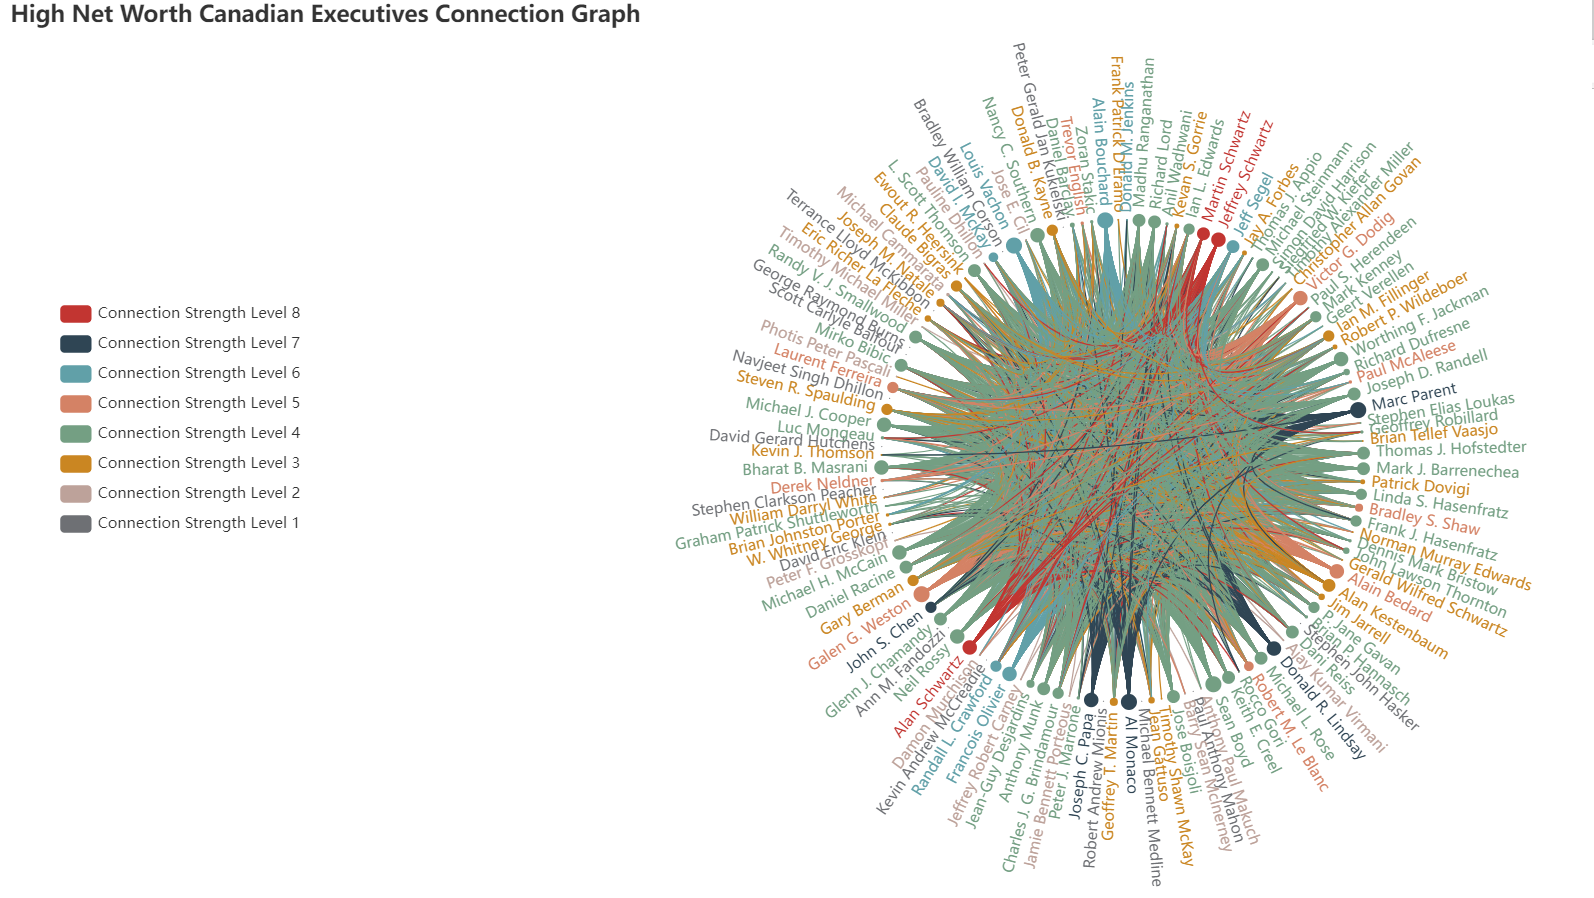 High Net Worth Canadian Executives Connection Graph
Connection Strength Level 8
Connection Strength Level 7
Connection Strength Level 6
Connection Strength Level 5
Connection Strength Level 4
Connection Strength Level 3
Connection Strength Level 2
Connection Strength Level 1
Frank Patrick D'Eramo
Donald M. Jenkins
Madhu Ranganathan
Richard Lord
Anil Wadhwani
Kevan S. Gorrie
Ian L. Edwards
Martin Schwartz
Jeffrey Schwartz
Jeff Segel
Jay A. Forbes
Thomas J. Appio
Michael Steinmann
Simon David Harrison
Siegfried W. Kiefer
Timothy Alexander Miller
Christopher Allan Govan
Victor G. Dodig
Paul S. Herendeen
Mark Kenney
Geert Verellen
Ian M. Fillinger
Robert P. Wildeboer
Worthing F. Jackman
Richard Dufresne
Paul McAleese
Joseph D. Randell
Marc Parent
Stephen Elias Loukas
Geoffrey Robillard
Brian Tellef Vaasjo
Thomas J. Hofstedter
Mark J. Barrenechea
Patrick Dovigi
Linda S. Hasenfratz
Bradley S. Shaw
Frank J. Hasenfratz
Norman Murray Edwards
Dennis Mark Bristow
John Lawson Thornton
Gerald Wilfred Schwartz
Alain Bedard
Alan Kestenbaum
Jim Jarrell
P. Jane Gavan
Brian P. Hannasch
Stephen John Hasker
Dani Reiss
Ajay Kumar Virmani
Donald R. Lindsay
Michael L. Rose
Robert M. Le Blanc
Rocco Gori
Keith E. Creel
Sean Boyd
Anthony Paul Makuch
Paul Anthony Mahon
Barry Sean McInerney
Jose Boisjoli
Timothy Shawn McKay
Jean Gattuso
Michael Bennett Medline
Al Monaco
Geoffrey T. Martin
Robert Andrew Mionis
Joseph C. Papa
Peter J. Marrone
Jamie Bennett Porteous
Charles J. G. Brindamour
Anthony Munk
Jean-Guy Desjardins
Jeffrey Robert Carney
Francois Olivier
Randall L. Crawford
Kevin Andrew McCreadie
Damon Murchison
Alan Schwartz
Neil Rossy
Ann M. Fandozzi
Glenn J. Chamandy
John S. Chen
Galen G. Weston
Gary Berman
Daniel Racine
Michael H. McCain
Peter F. Grosskopf
David Eric Klein
W. Whitney George
Brian Johnston Porter
Graham Patrick Shuttleworth
William Darryl White
Stephen Clarkson Peacher
Derek Neldner
Bharat B. Masrani
Kevin J. Thomson
David Gerard Hutchens
Luc Mongeau
Michael J. Cooper
Steven R. Spaulding
Navjeet Singh Dhillon
Laurent Ferreira
Photis Peter Pascali
Mirko Bibic
Scott Carlyle Balfour
George Raymond Burns
Randy V. J. Smallwood
Timothy Michael Miller
Eric Richer La Fleche
Terrance Lloyd McKibbon
Joseph M. Natale
Michael Cammarata
Claude Bigras
Ewout R. Heersink
L. Scott Thomson
Pauline Dhillon
David I. McKay
Bradley William Corson
Louis Vachon
Jose E. Cil
Nancy C. Southern
Donald B. Kayne
Peter Gerald Jan Kukielski
Daniel Barclay
Trevor English
Zoran Stakic
Alain Bouchard